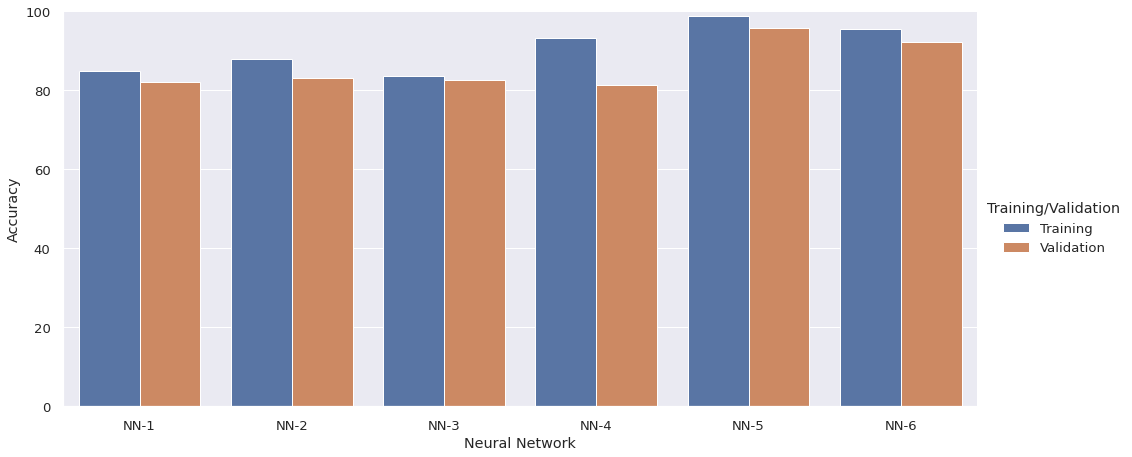 100
80
60
40
20
0
Accuracy
NN-1 NN-2 NN-3 NN-4 NN-5 NN-6
Neural Network
Training/Validation
Training
Validation